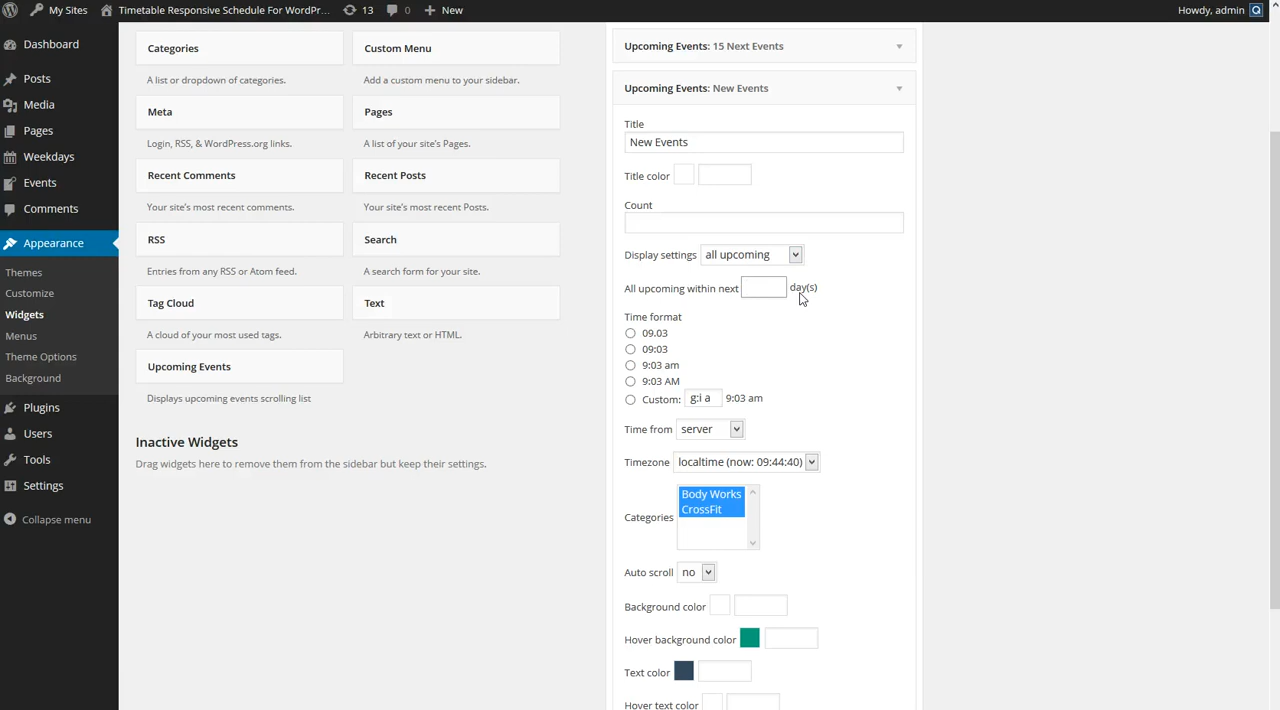 My Sites Timetable Responsive Schedule For WordPr... 13 0 New Howdy, admin
Dashboard
Posts
Media
Pages
Weekdays
Events
Comments
Appearance
Themes
Customize
Widgets
Menus
Theme Options
Background
Plugins
Users
Tools
Settings
Collapse menu
Categories
A list or dropdown of categories.
Custom Menu
Add a custom menu to your sidebar.
Meta
Login, RSS, & WordPress.org links.
Pages
A list of your site's Pages.
Recent Comments
Your site's most recent comments.
Recent Posts
Your site's most recent Posts.
RSS
Entries from any RSS or Atom feed.
Search
A search form for your site.
Tag Cloud
A cloud of your most used tags.
Text
Arbitrary text or HTML.
Upcoming Events
Displays upcoming events scrolling list
Inactive Widgets
Drag widgets here to remove them from the sidebar but keep their settings.
Upcoming Events: 15 Next Events
Upcoming Events: New Events
Title
New Events
Title color
Count
Display settings all upcoming
All upcoming within next day(s)
Time format
09.03
09:03
9:03 am
9:03 AM
Custom: g:i a 9:03 am
Time from server
Timezone localtime (now: 09:44:40)
Categories
Body Works
CrossFit
Auto scroll no
Background color
Hover background color
Text color
Hover text color